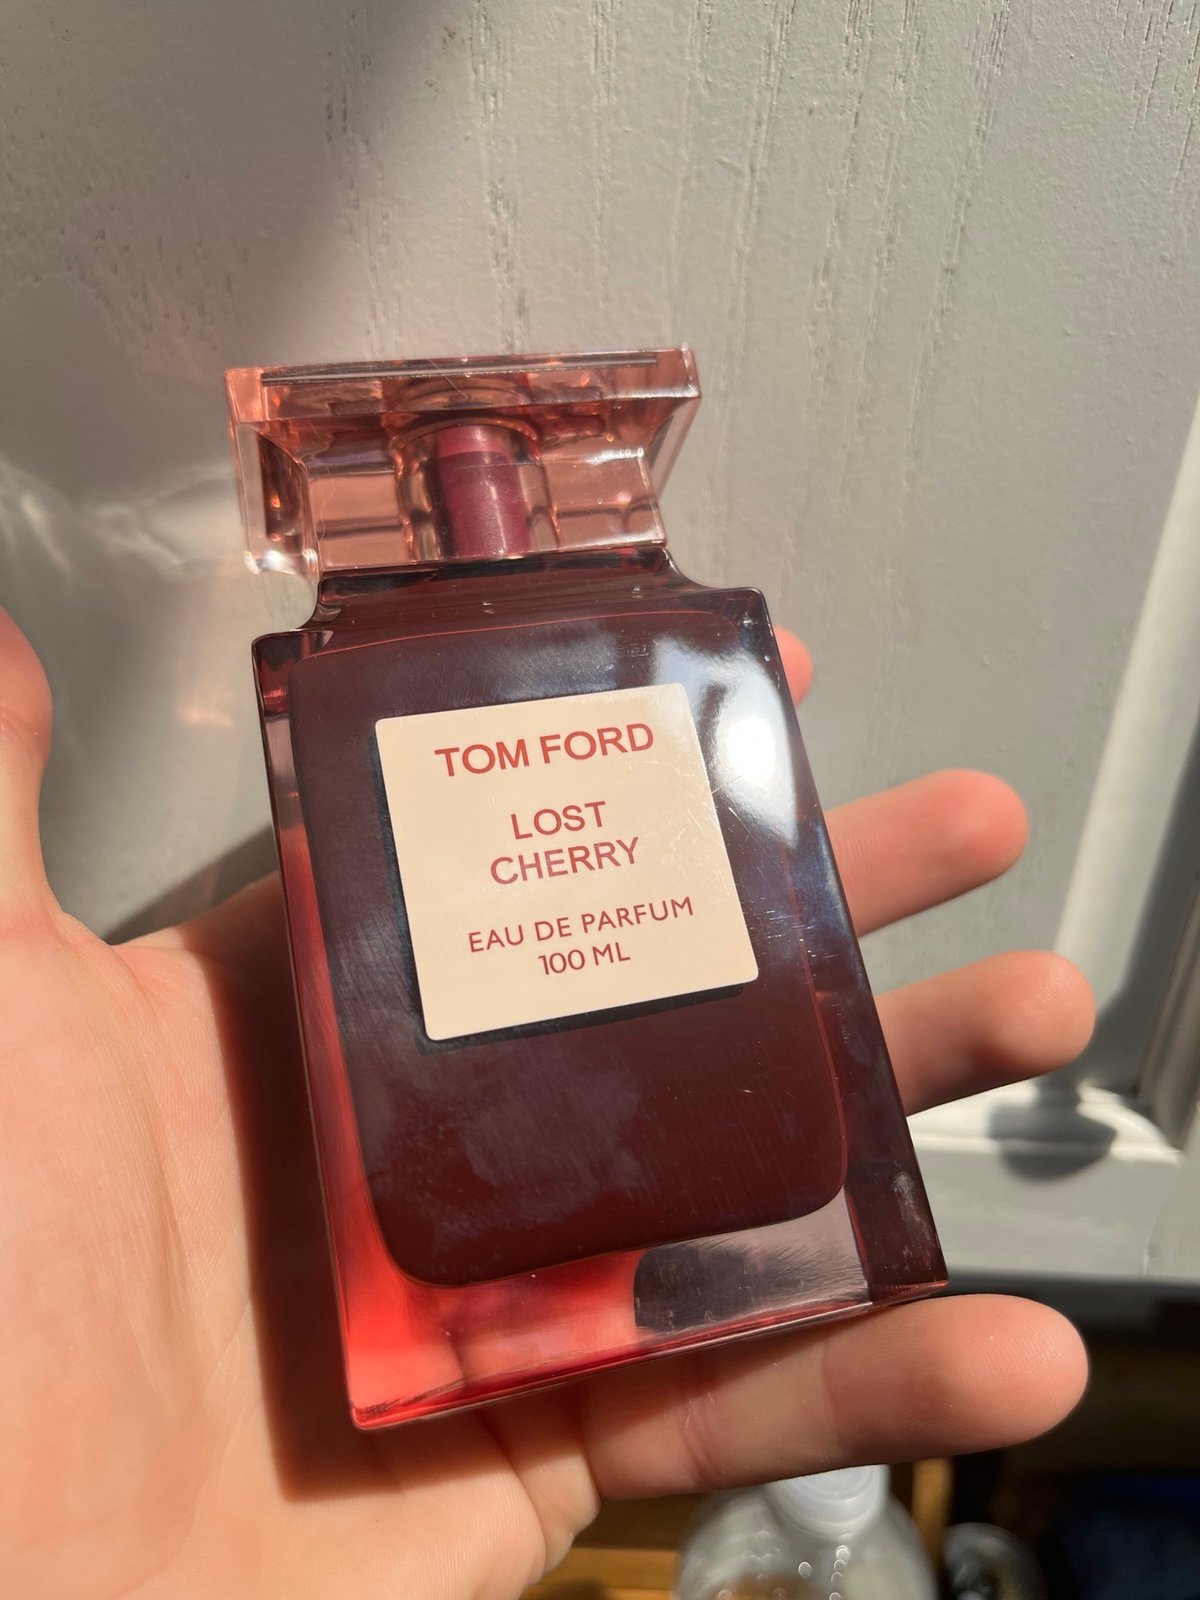 TOM FORD
LOST
CHERRY
EAU DE PARFUM
100 ML